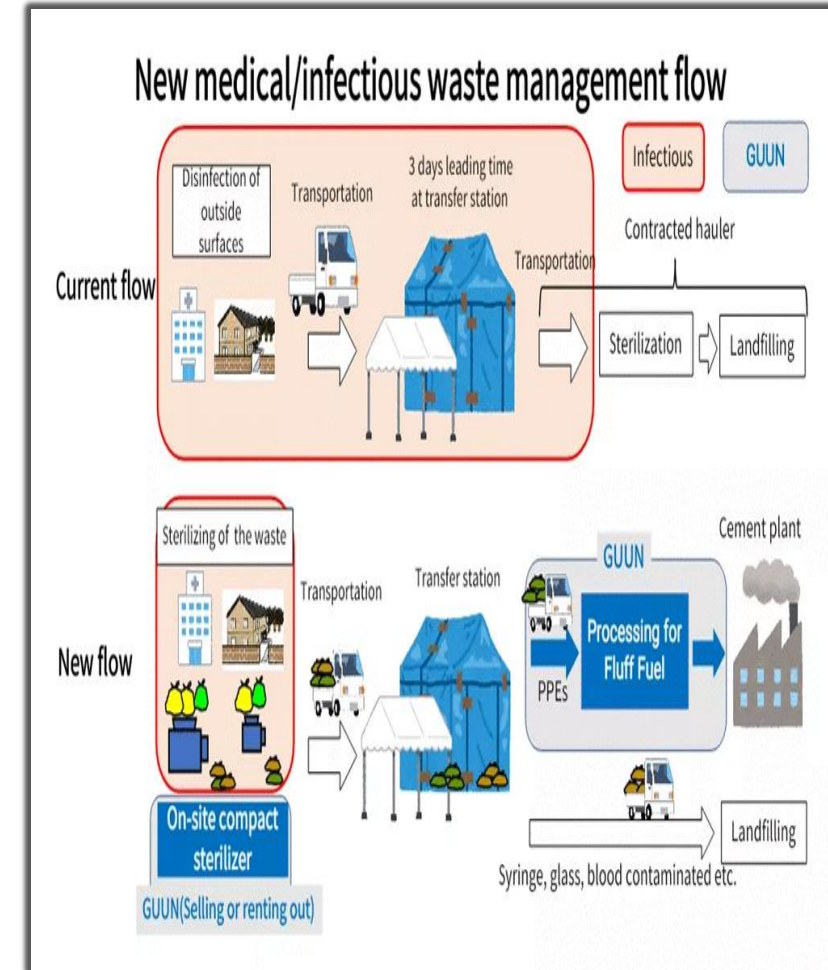 New medical/infectious waste management flow
Infectious
GUUN
Disinfection of
outside
surfaces
Transportation
3 days leading time
at transfer station
Transportation
Contracted hauler
Current flow
Sterilization
Landfilling
Sterilizing of the waste
Transportation
Transfer station
GUUN
Cement plant
New flow
Processing for
Fluff Fuel
PPEs
On-site compact
sterilizer
GUUN(Selling or renting out)
Landfilling
Syringe, glass, blood contaminated etc.